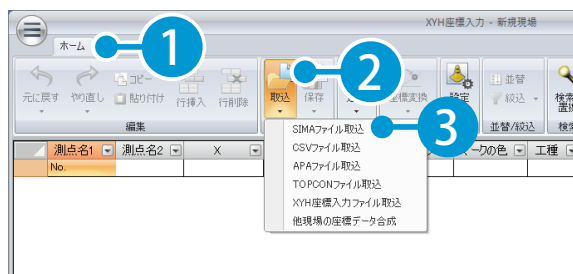 XYH座標入力 - 新規現場
ホーム
1
元に戻す
やり直し
コピー
貼り付け
行挿入
行削除
編集
2
取込
保存
座標変換
設定
並替
絞込
並替/絞込
検索
3
SIMAファイル取込
CSVファイル取込
APAファイル取込
TOPCONファイル取込
XYH座標入力ファイル取込
他現場の座標データ合成
測点名1
測点名2
X
の色
工種
No.